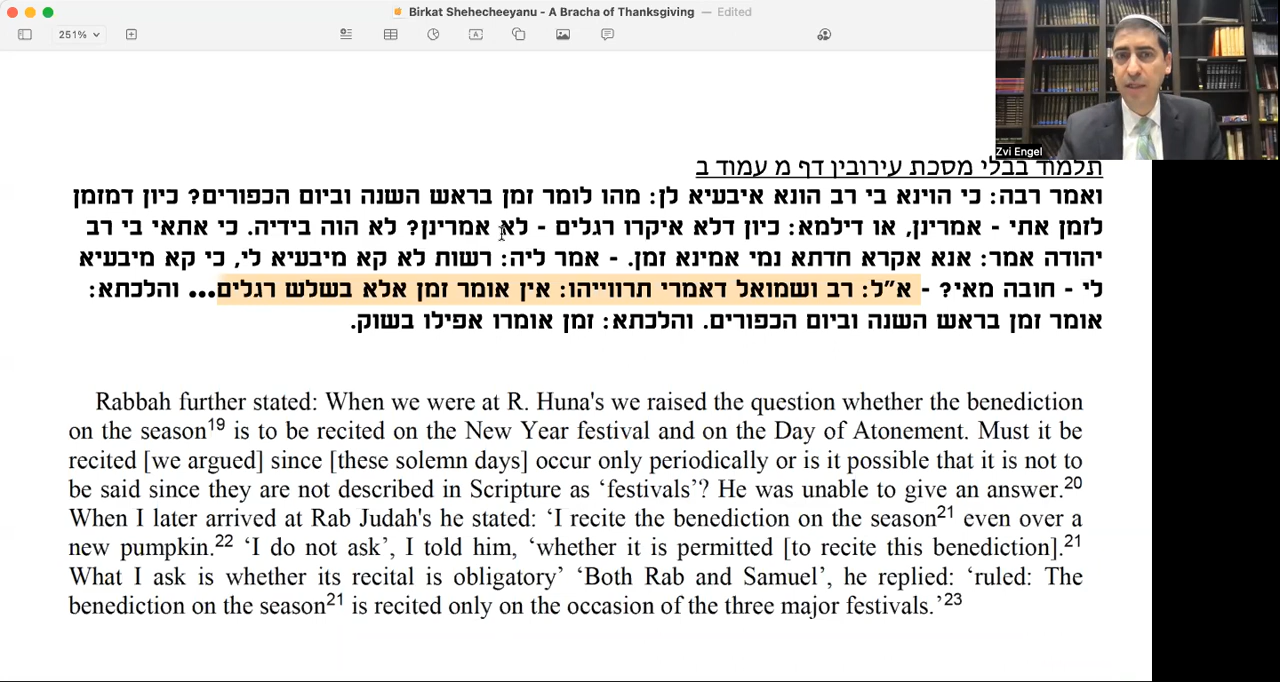 Birkat Shehecheeyanu - A Bracha of Thanksgiving — Edited
251%
Zvi Engel
תלמוד בבלי מסכת עירובין דף מ עמוד ב
ואמר רבה: כי הוינא בי רב הונא איבעיא לן: מהו לומר זמן בראש השנה וביום הכפורים? כיון דמזמן
לזמן אתי - אמרינן, או דילמא: כיון דלא איקרו רגלים - לא אמרינן? לא הוה בידיה. כי אתאי בי רב
יהודה אמר: אנא אקרא חדתא נמי אמינא זמן. - אמר ליה: רשות לא קא מיבעיא לי, כי קא מיבעיא
לי - חובה מאי? - א״ל: רב ושמואל דאמרי תרווייהו: אין אומר זמן אלא בשלש רגלים... והלכתא:
אומר זמן בראש השנה וביום הכפורים. והלכתא: זמן אומרו אפילו בשוק.
Rabbah further stated: When we were at R. Huna's we raised the question whether the benediction
on the season19 is to be recited on the New Year festival and on the Day of Atonement. Must it be
recited [we argued] since [these solemn days] occur only periodically or is it possible that it is not to
be said since they are not described in Scripture as ‘festivals’? He was unable to give an answer.20
When I later arrived at Rab Judah's he stated: ‘I recite the benediction on the season21 even over a
new pumpkin.22 ‘I do not ask’, I told him, ‘whether it is permitted [to recite this benediction].21
What I ask is whether its recital is obligatory’ ‘Both Rab and Samuel’, he replied: ‘ruled: The
benediction on the season21 is recited only on the occasion of the three major festivals.’23